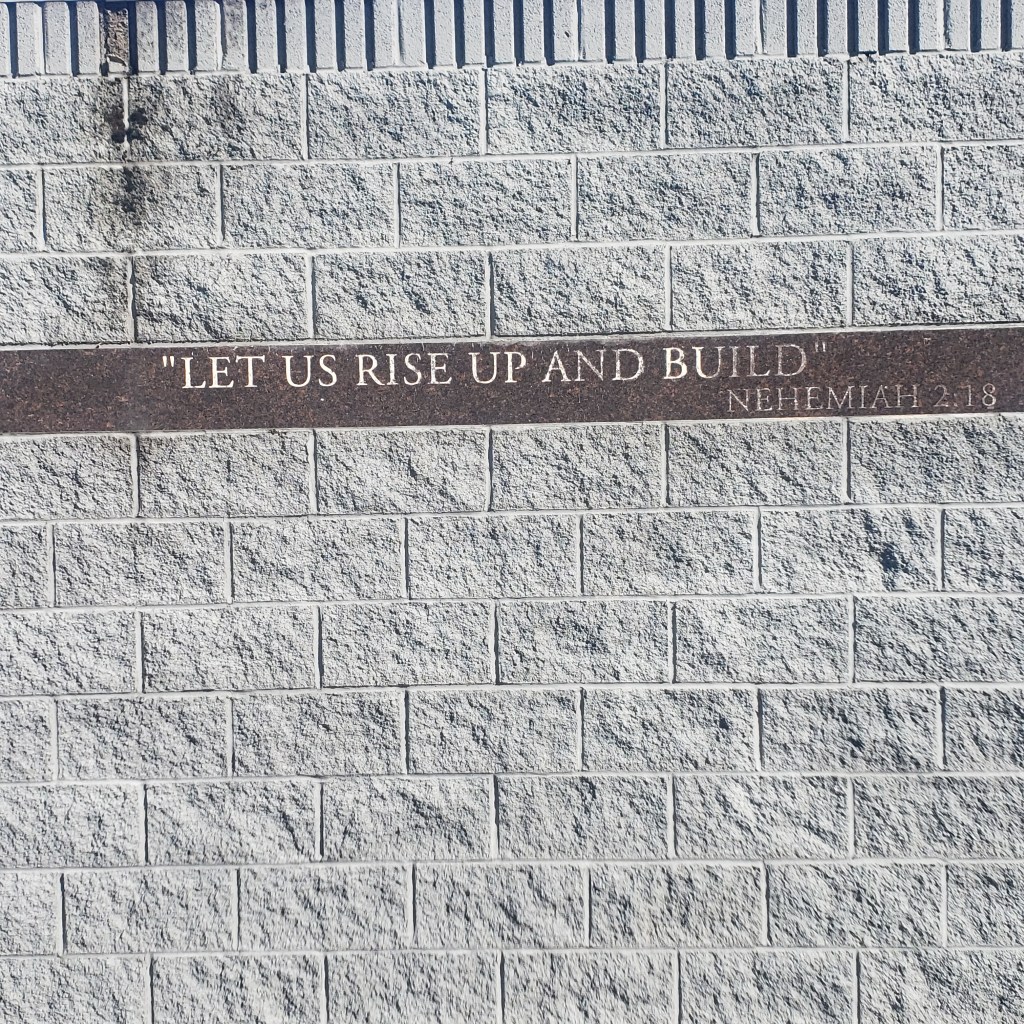 "LET US RISE UP AND BUILD"
NEHEMIAH 2:18